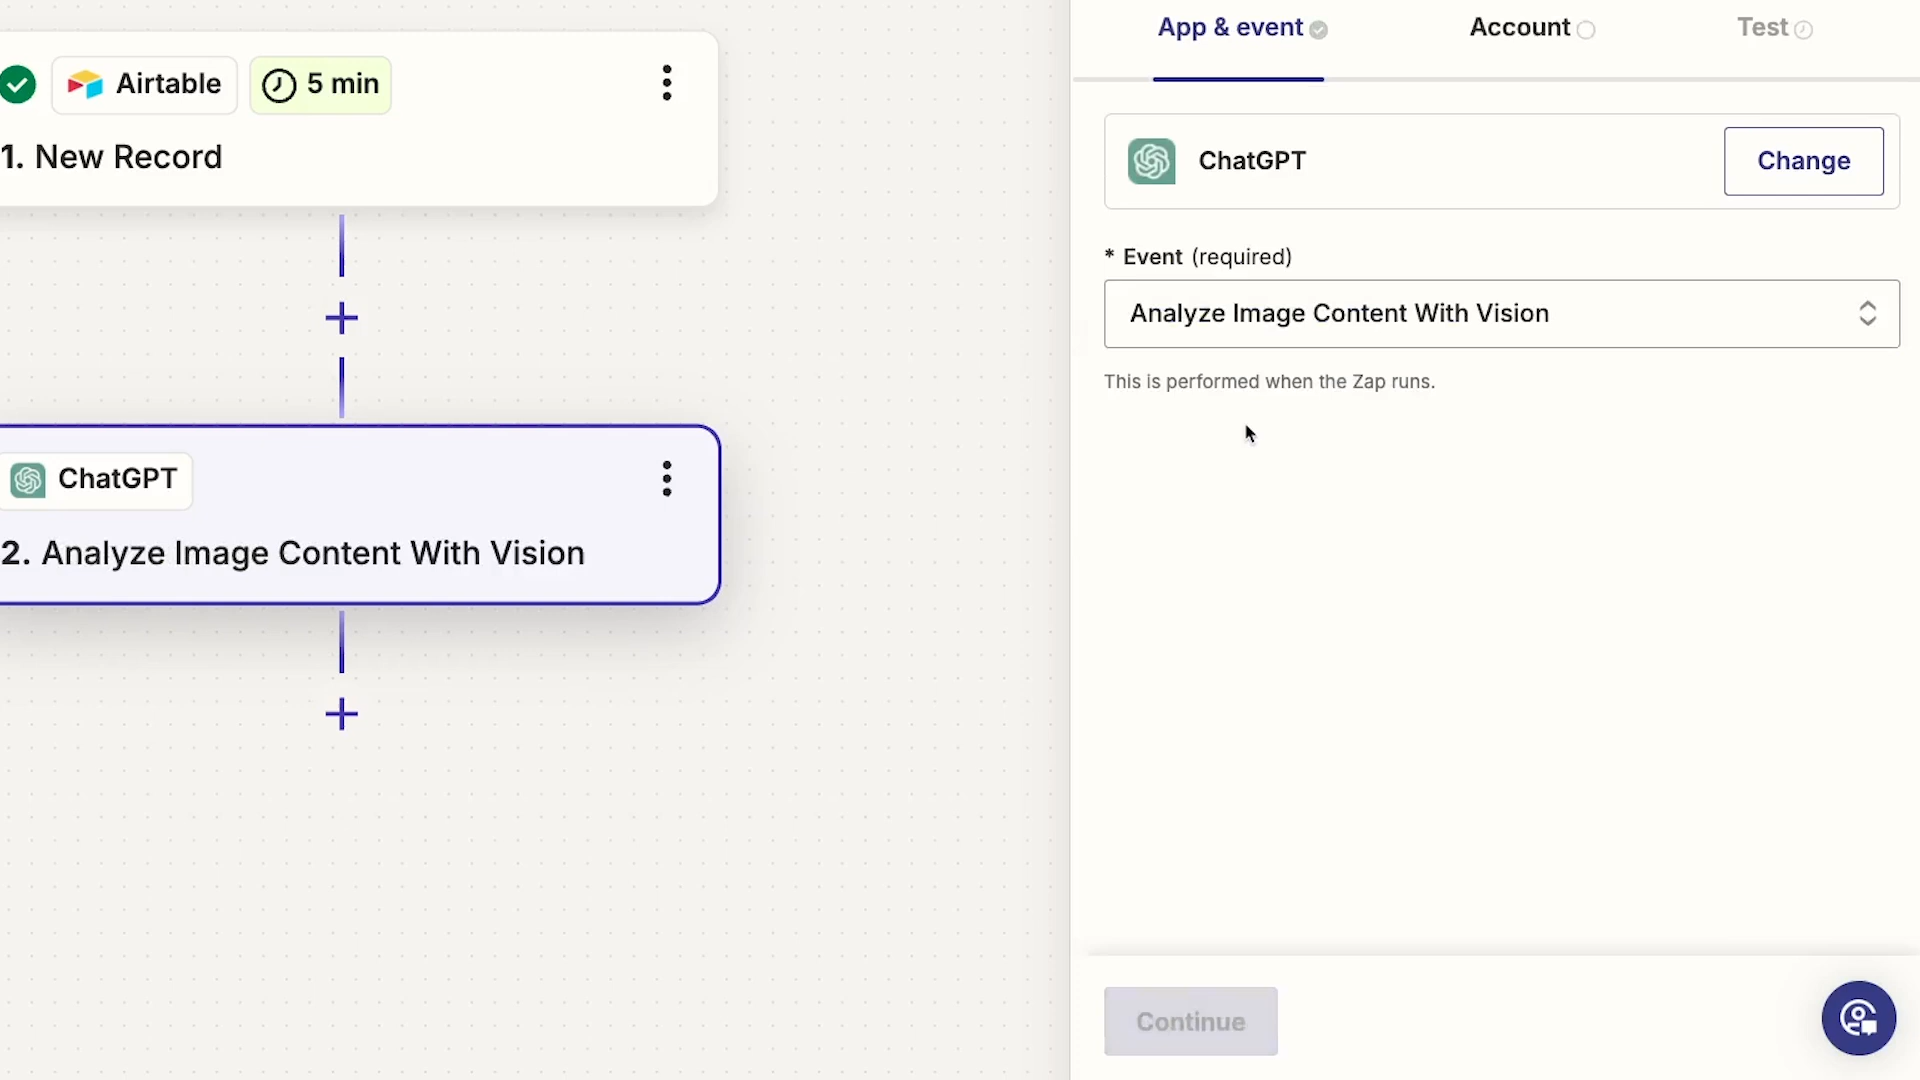 Airtable
5 min
1. New Record
ChatGPT
2. Analyze Image Content With Vision
App & event
Account
Test
ChatGPT
Change
* Event (required)
Analyze Image Content With Vision
This is performed when the Zap runs.
Continue